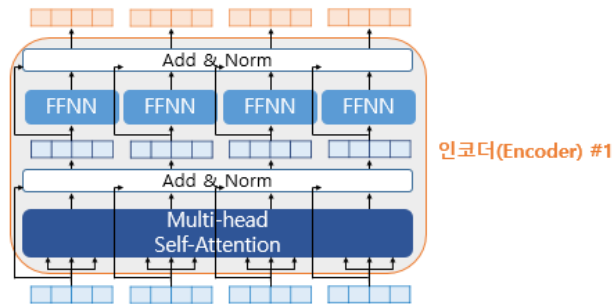 Add & Norm
FFNN FFNN FFNN FFNN
인코더(Encoder) #1
Add & Norm
Multi-head
Self-Attention